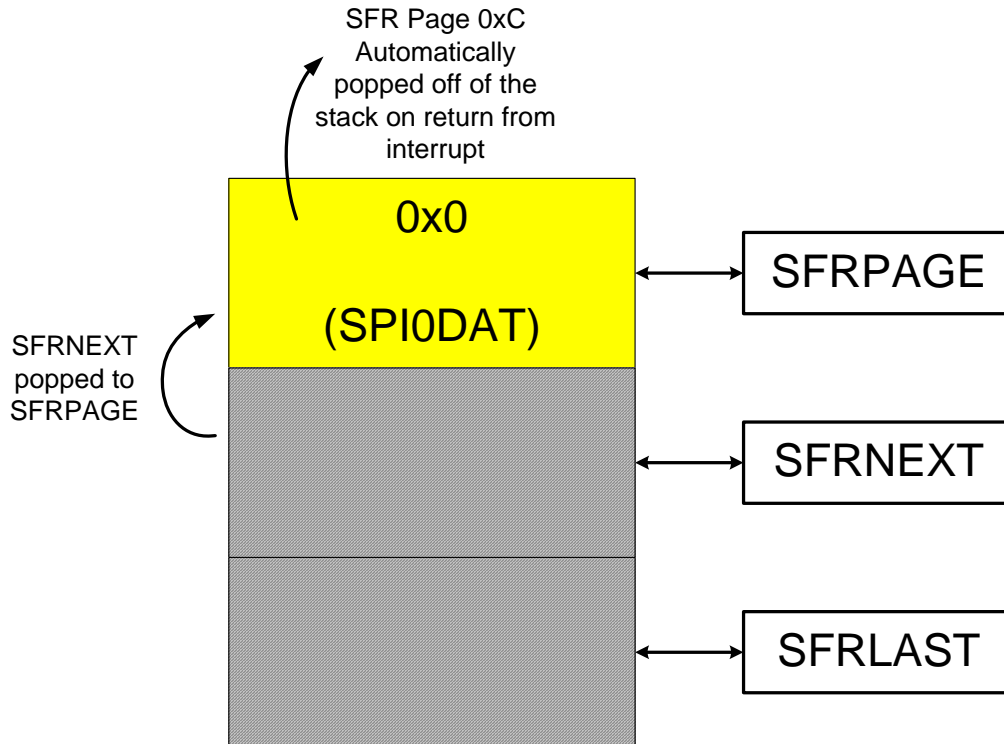 SFR Page 0xC
Automatically
popped off of the
stack on return from
interrupt
0x0
(SPI0DAT)
SFRPAGE
SFRNEXT
popped to
SFRPAGE
SFRNEXT
SFRLAST